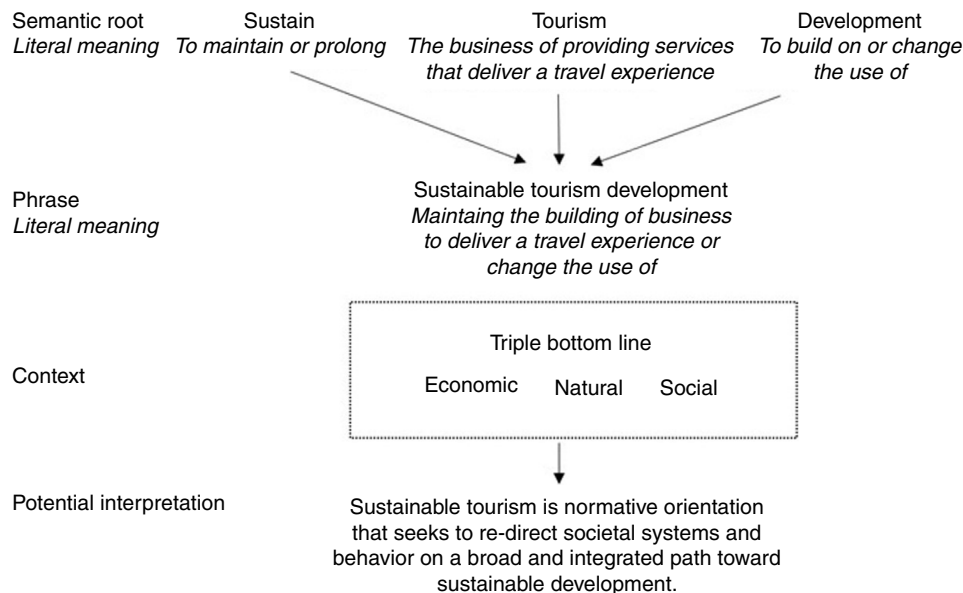 Semantic root Sustain Tourism Development
Literal meaning To maintain or prolong The business of providing services To build on or change
that deliver a travel experience the use of
Phrase Sustainable tourism development
Literal meaning Maintaing the building of business
to deliver a travel experience or
change the use of
Triple bottom line
Context Economic Natural Social
Potential interpretation Sustainable tourism is normative orientation
that seeks to re-direct societal systems and
behavior on a broad and integrated path toward
sustainable development.